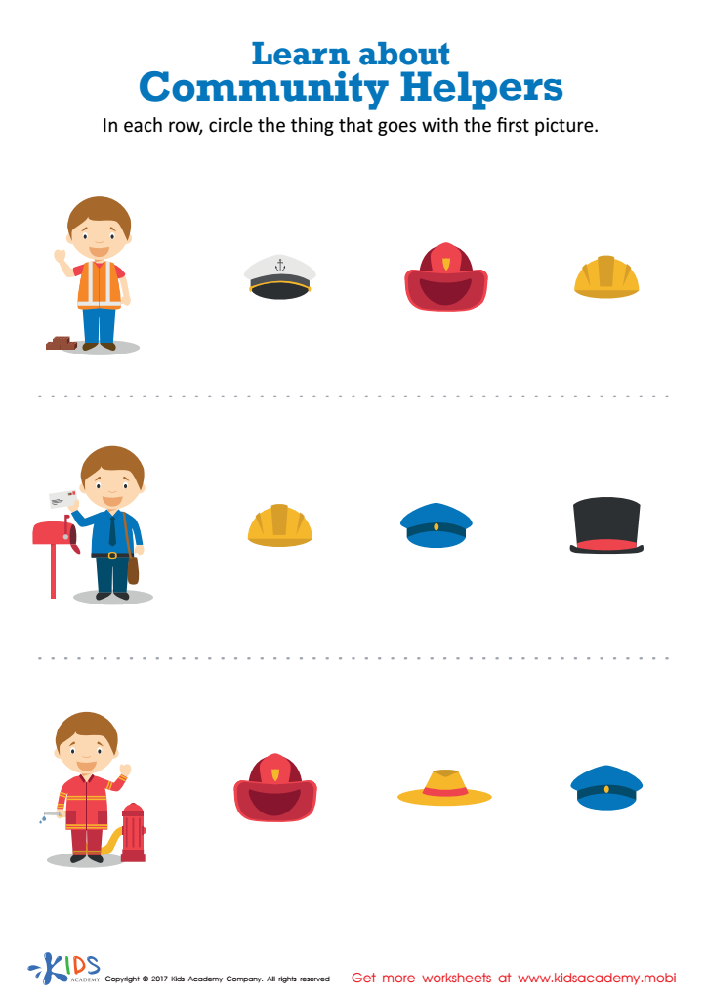 Learn about
Community Helpers
In each row, circle the thing that goes with the first picture.
KIDS
ACADEMY
Copyright © 2017 Kids Academy Company. All rights reserved
Get more worksheets at www.kidsacademy.mobi